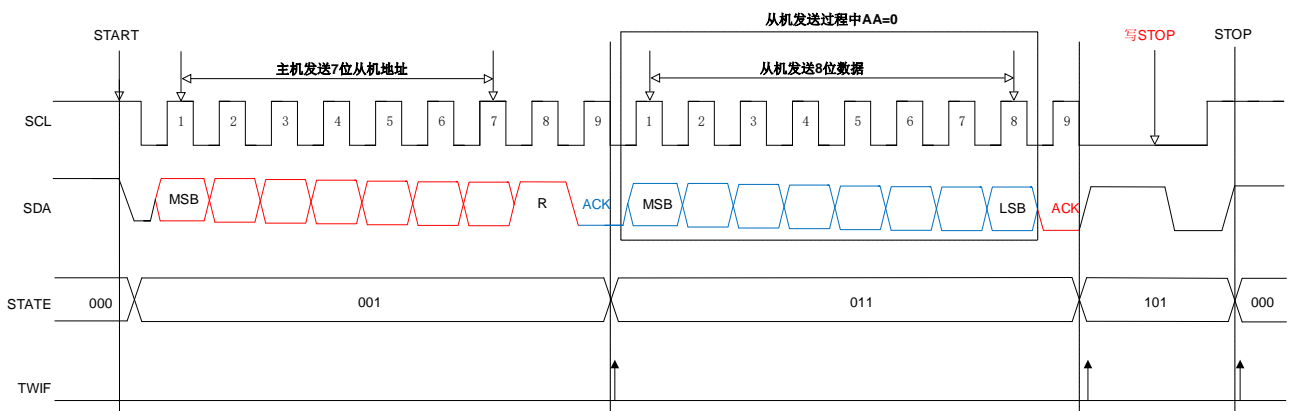 从机发送过程中AA=0
START
写STOP
STOP
主机发送7位从机地址
从机发送8位数据
SCL
1 2 3 4 5 6 7 8 9 1 2 3 4 5 6 7 8 9
SDA
MSB R ACK MSB LSB ACK
STATE 000 001 011 101 000
TWIF